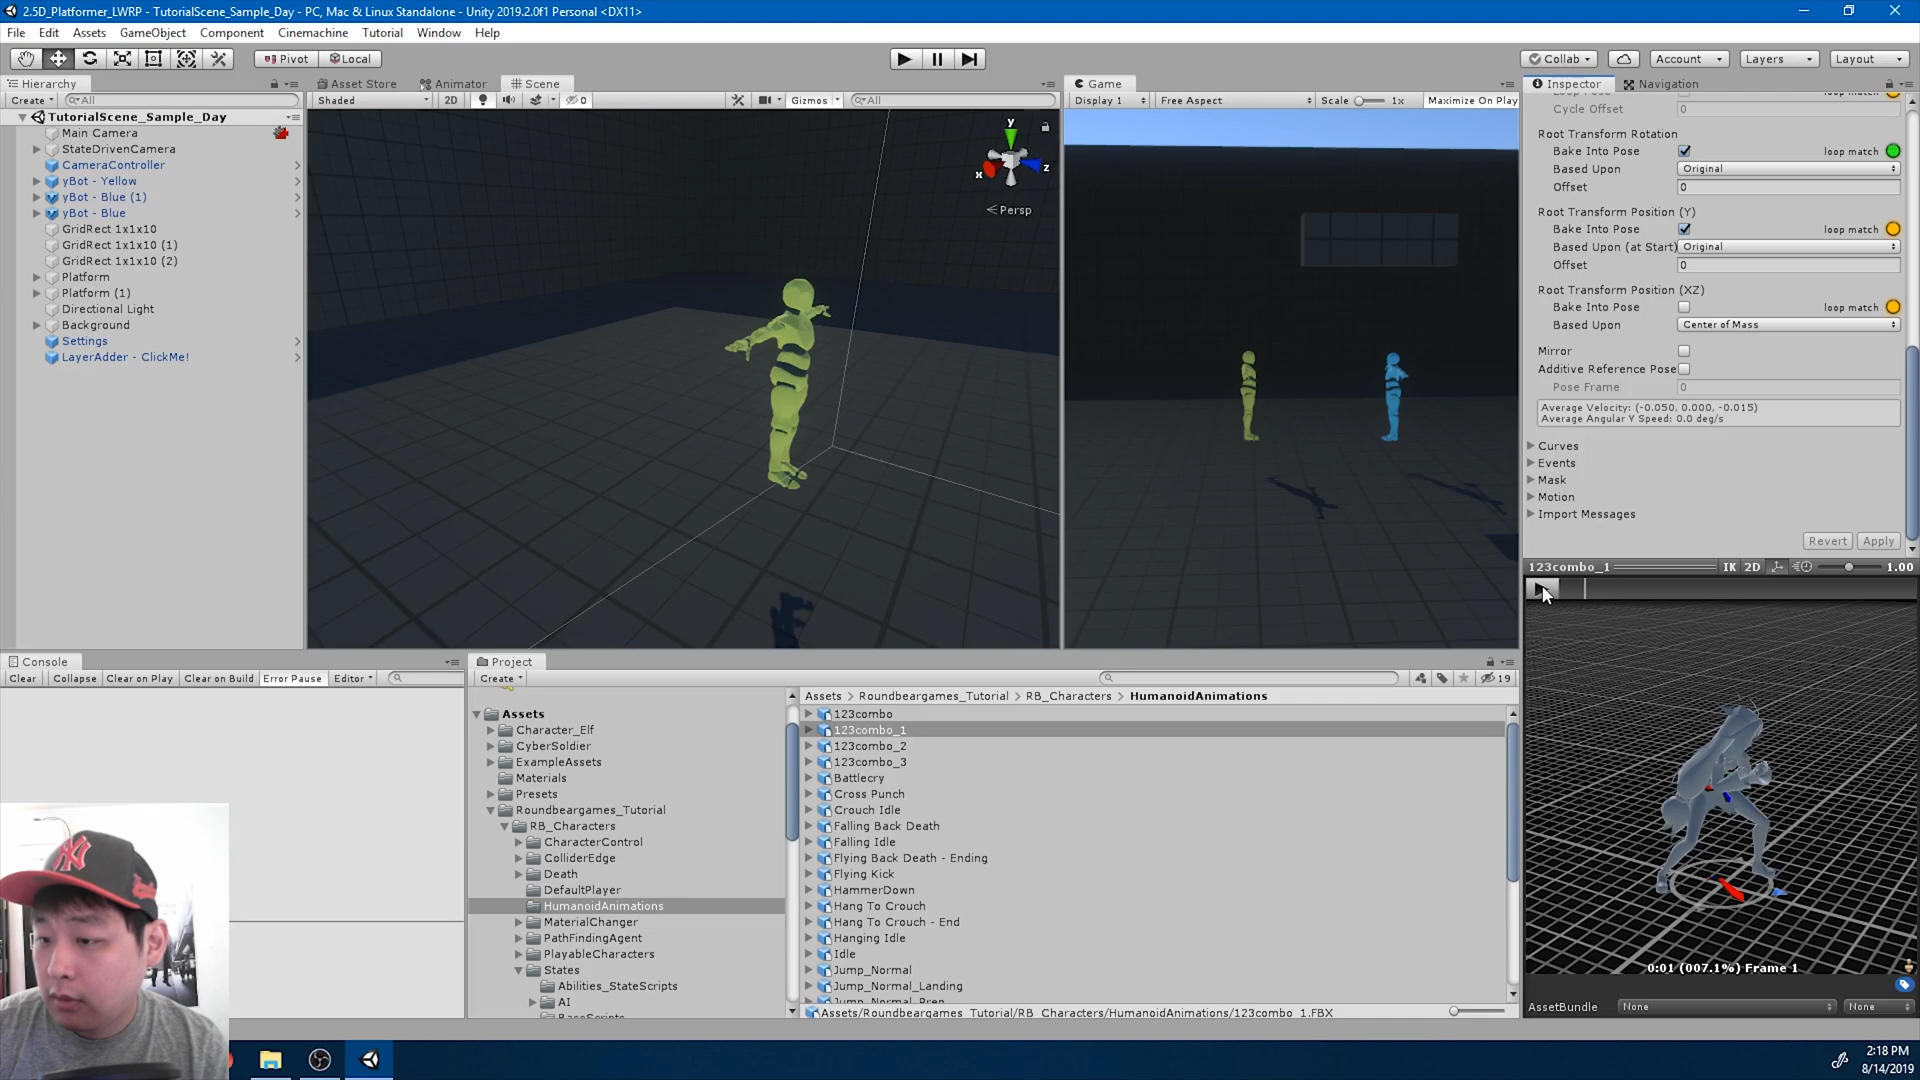 2.5D_Platformer_LWRP - TutorialScene_Sample_Day - PC, Mac & Linux Standalone - Unity 2019.2.0f1 Personal <DX11>
File Edit Assets GameObject Component Cinemachine Tutorial Window Help
Pivot Local Collab Account Layers Layout
Hierarchy Asset Store Animator Scene Game Inspector Navigation
Create All Shaded 2D 0 Gizmos All Display 1 Free Aspect Scale 1x Maximize On Play
TutorialScene_Sample_Day
Main Camera
StateDrivenCamera
CameraController
yBot - Yellow
yBot - Blue (1)
yBot - Blue
GridRect 1x1x10
GridRect 1x1x10 (1)
GridRect 1x1x10 (2)
Platform
Platform (1)
Directional Light
Background
Settings
LayerAdder - ClickMe!
y
x z
Persp
loop match
Cycle Offset 0
Root Transform Rotation
Bake Into Pose loop match
Based Upon Original
Offset 0
Root Transform Position (Y)
Bake Into Pose loop match
Based Upon (at Start) Original
Offset 0
Root Transform Position (XZ)
Bake Into Pose loop match
Based Upon Center of Mass
Mirror
Additive Reference Pose
Pose Frame 0
Average Velocity: (-0.050, 0.000, -0.015)
Average Angular Y Speed: 0.0 deg/s
Curves
Events
Mask
Motion
Import Messages
Revert Apply
123combo_1 IK 2D 1.00
0:01 (007.1%) Frame 1
AssetBundle None None
Console
Clear Collapse Clear on Play Clear on Build Error Pause Editor
Project
Create 19
Assets
Character_Elf
CyberSoldier
ExampleAssets
Materials
Presets
Roundbeargames_Tutorial
RB_Characters
CharacterControl
ColliderEdge
Death
DefaultPlayer
HumanoidAnimations
MaterialChanger
PathFindingAgent
PlayableCharacters
States
Abilities_StateScripts
AI
BaseScripts
Assets > Roundbeargames_Tutorial > RB_Characters > HumanoidAnimations
123combo
123combo_1
123combo_2
123combo_3
Battlecry
Cross Punch
Crouch Idle
Falling Back Death
Falling Idle
Flying Back Death - Ending
Flying Kick
HammerDown
Hang To Crouch
Hang To Crouch - End
Hanging Idle
Idle
Jump_Normal
Jump_Normal_Landing
Jump_Normal_Prep
Assets/Roundbeargames_Tutorial/RB_Characters/HumanoidAnimations/123combo_1.FBX
2:18 PM
8/14/2019